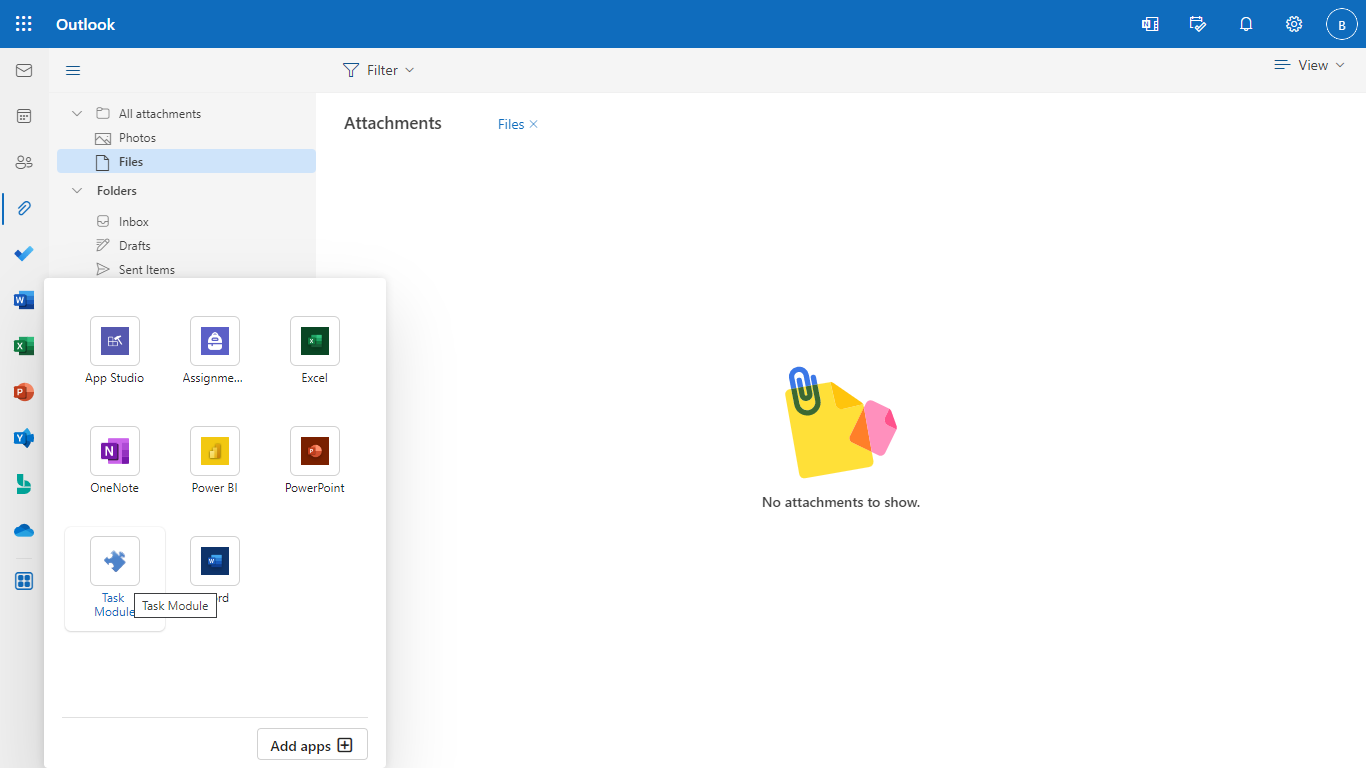 Outlook
B
Filter
View
All attachments
Photos
Files
Folders
Inbox
Drafts
Sent Items
Attachments
Files
App Studio
Assignme...
Excel
OneNote
Power BI
PowerPoint
Task
Module
Task Module
No attachments to show.
Add apps